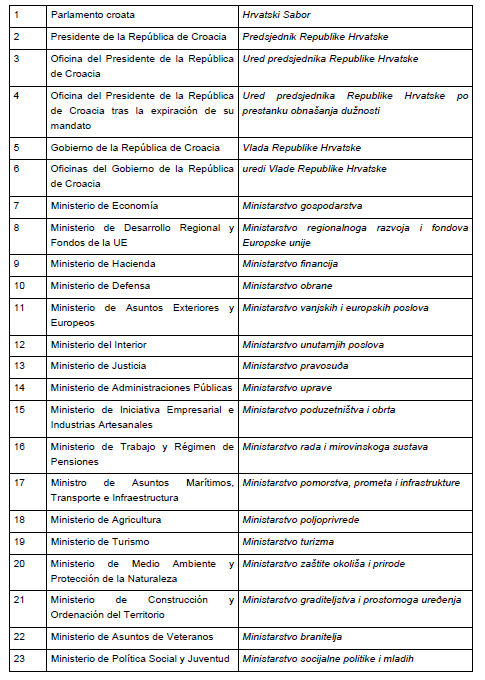 1 Parlamento croata Hrvatski Sabor
2 Presidente de la República de Croacia Predsjednik Republike Hrvatske
3 Oficina del Presidente de la República Ured predsjednika Republike Hrvatske
de Croacia
4 Oficina del Presidente de la República Ured predsjednika Republike Hrvatske po
de Croacia tras la expiración de su prestanku obnašanja dužnosti
mandato
5 Gobierno de la República de Croacia Vlada Republike Hrvatske
6 Oficinas del Gobierno de la República uredi Vlade Republike Hrvatske
de Croacia
7 Ministerio de Economía Ministarstvo gospodarstva
8 Ministerio de Desarrollo Regional y Ministarstvo regionalnoga razvoja i fondova
Fondos de la UE Europske unije
9 Ministerio de Hacienda Ministarstvo financija
10 Ministerio de Defensa Ministarstvo obrane
11 Ministerio de Asuntos Exteriores y Ministarstvo vanjskih i europskih poslova
Europeos
12 Ministerio del Interior Ministarstvo unutarnjih poslova
13 Ministerio de Justicia Ministarstvo pravosuđa
14 Ministerio de Administraciones Públicas Ministarstvo uprave
15 Ministerio de Iniciativa Empresarial e Ministarstvo poduzetništva i obrta
Industrias Artesanales
16 Ministerio de Trabajo y Régimen de Ministarstvo rada i mirovinskoga sustava
Pensiones
17 Ministro de Asuntos Marítimos, Ministarstvo pomorstva, prometa i infrastrukture
Transporte e Infraestructura
18 Ministerio de Agricultura Ministarstvo poljoprivrede
19 Ministerio de Turismo Ministarstvo turizma
20 Ministerio de Medio Ambiente y Ministarstvo zaštite okoliša i prirode
Protección de la Naturaleza
21 Ministerio de Construcción y Ministarstvo graditeljstva i prostornoga uređenja
Ordenación del Territorio
22 Ministerio de Asuntos de Veteranos Ministarstvo branitelja
23 Ministerio de Política Social y Juventud Ministarstvo socijalne politike i mladih